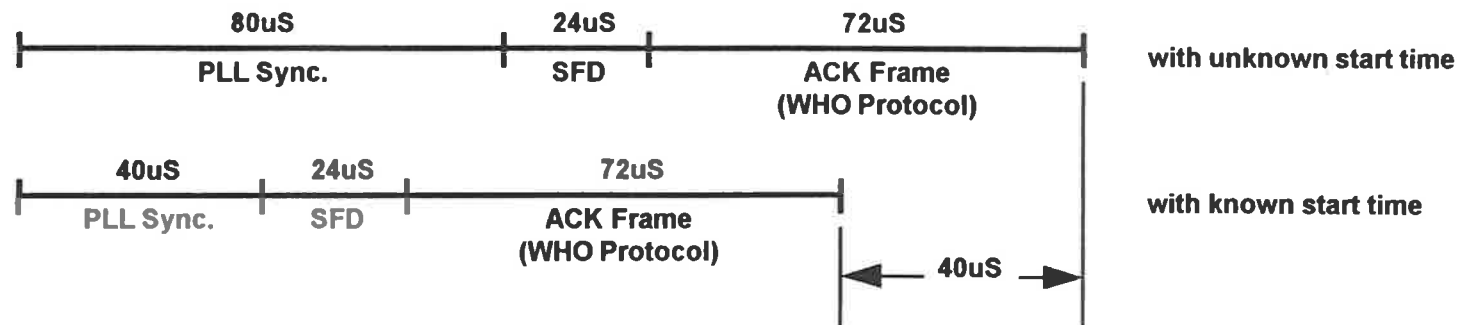 80uS 24uS 72uS
PLL Sync. SFD ACK Frame with unknown start time
(WHO Protocol)
40uS 24uS 72uS
PLL Sync. SFD ACK Frame with known start time
(WHO Protocol)
40uS